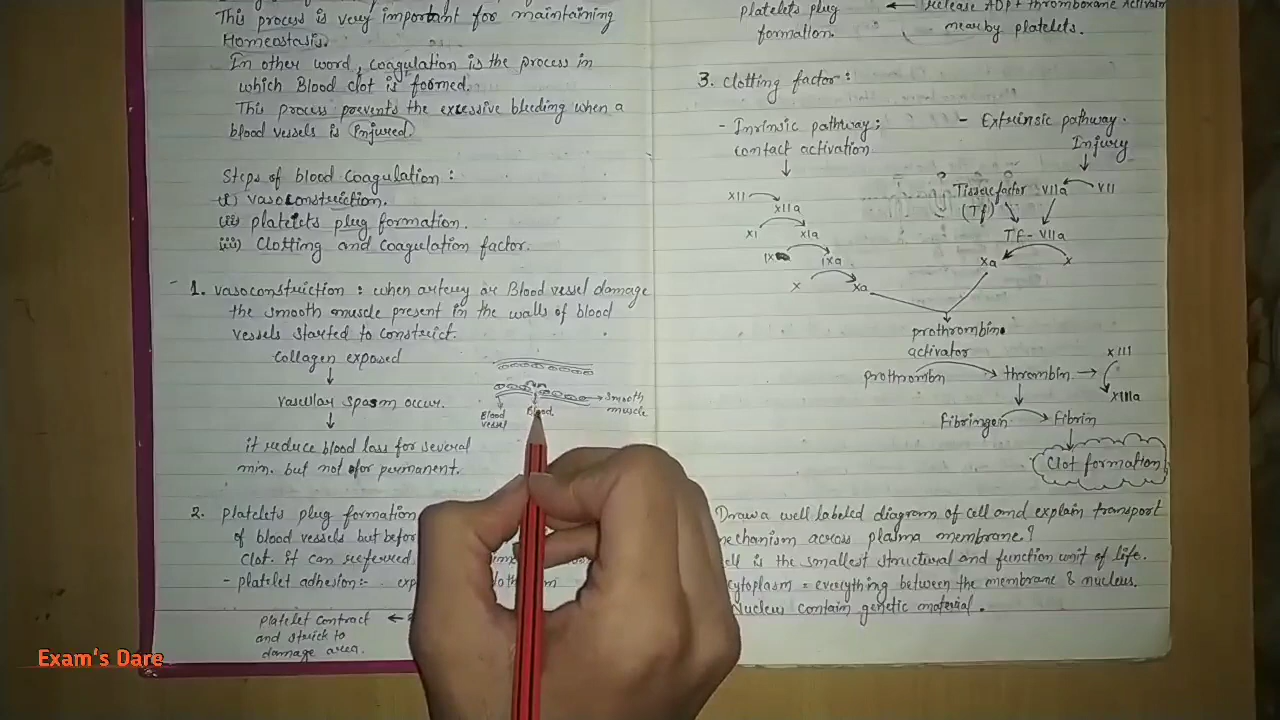 This process is very important for maintaining
Homeostasis.
In other word, coagulation is the process in
which Blood clot is formed.
This process prevents the excessive bleeding when a
blood vessels is injured
Steps of blood Coagulation :
(i) vasoconstruction.
(ii) platelets plug formation.
(iii) Clotting and Coagulation factor.
1. vasoconstriction : when artery or Blood vessel damage
the smooth muscle present in the walls of blood
vessels started to constrict.
Collagen exposed
vascular spasm occur.
it reduce blood loss for several
min. but not for permanent.
Blood
vessel
Blood.
Smooth
muscle
2. platelets plug formation
of blood vessels but
clot. it can referred
- platelet adhesion:-
platelet contract
and struck to
damage area.
platelets plug
formation.
release ADP + thromboxane
nearby platelets.
3. Clotting factor :
- Intrinsic pathway;
contact activation
XII
XIIa
XI
XIa
IX
IXa
X
Xa
- Extrinsic pathway.
Injury
Tissue factor
(Tf)
VIIa
VII
TF-VIIa
Xa
X
prothrombin
activator
prothrombn
thrombin
XIII
XIIIa
Fibringen
Fibrin
Clot formation
Draw a well labeled diagram of cell and explain transport
mechanism across plasma membrane?
is the smallest structural and function unit of life.
cytoplasm = everything between the membrane & nucleus.
Nucleus contain genetic material.
Exam's Dare